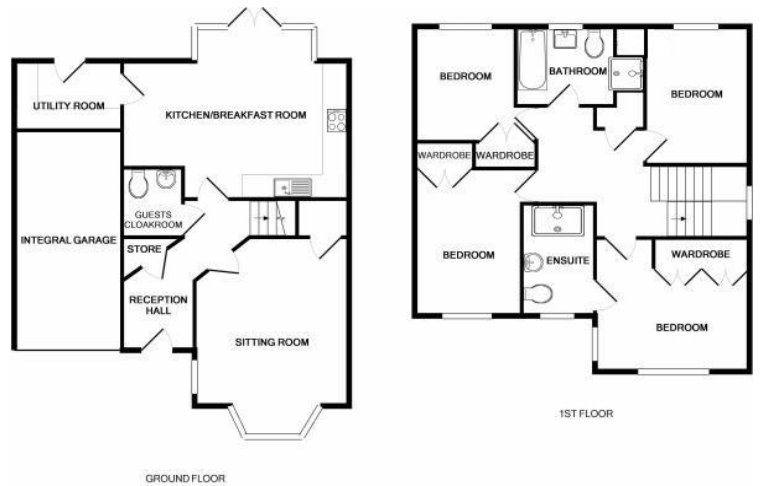 UTILITY ROOM
KITCHEN/BREAKFAST ROOM
GUESTS
CLOAKROOM
INTEGRAL GARAGE
STORE
RECEPTION
HALL
SITTING ROOM
GROUND FLOOR
BEDROOM
BATHROOM
BEDROOM
WARDROBE
WARDROBE
BEDROOM
ENSUITE
WARDROBE
BEDROOM
1ST FLOOR